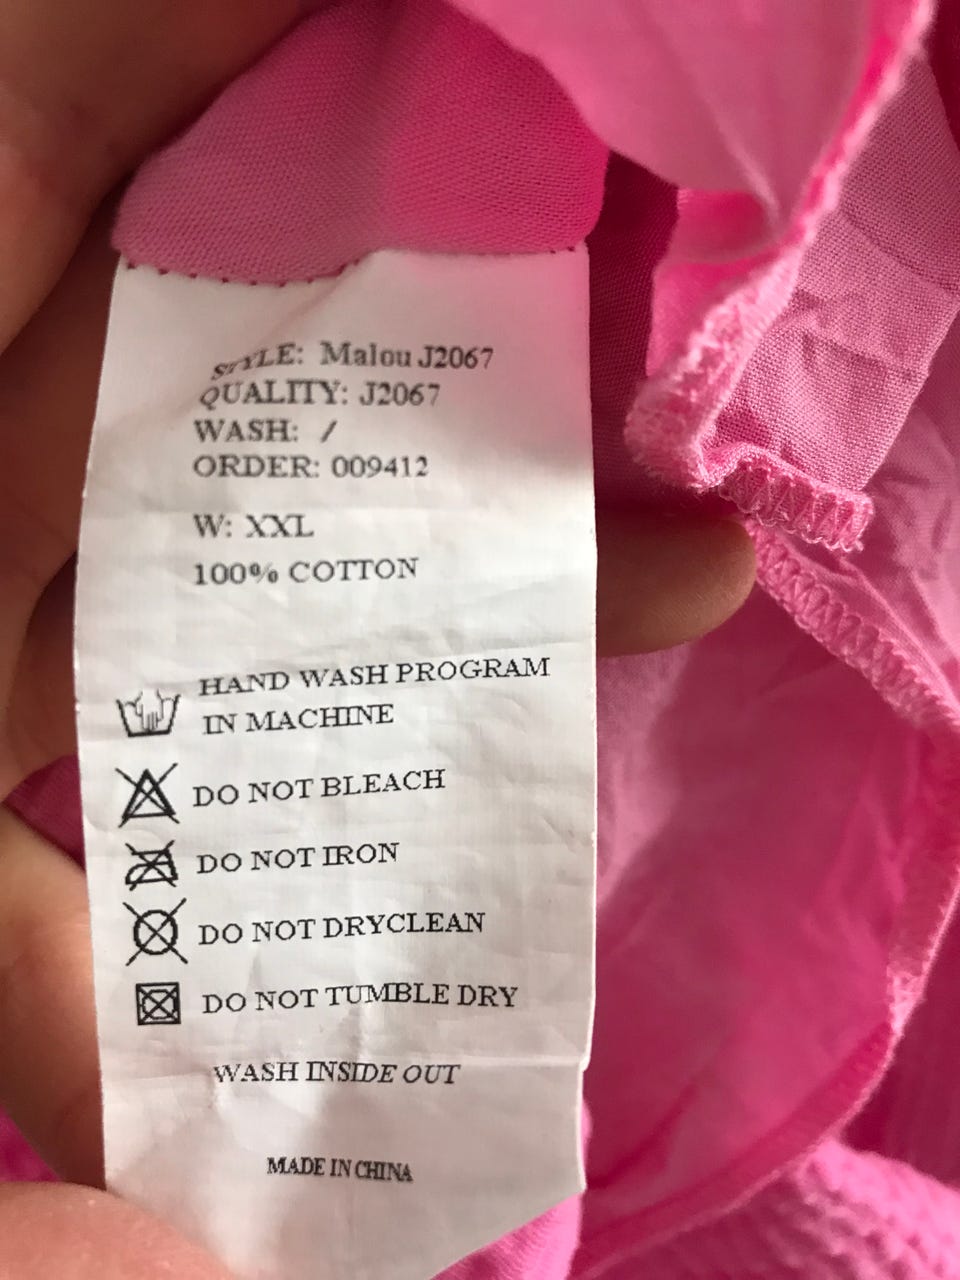 STYLE: Malou J2067
QUALITY: J2067
WASH: /
ORDER: 009412
W: XXL
100% COTTON
HAND WASH PROGRAM
IN MACHINE
DO NOT BLEACH
DO NOT IRON
DO NOT DRYCLEAN
DO NOT TUMBLE DRY
WASH INSIDE OUT
MADE IN CHINA